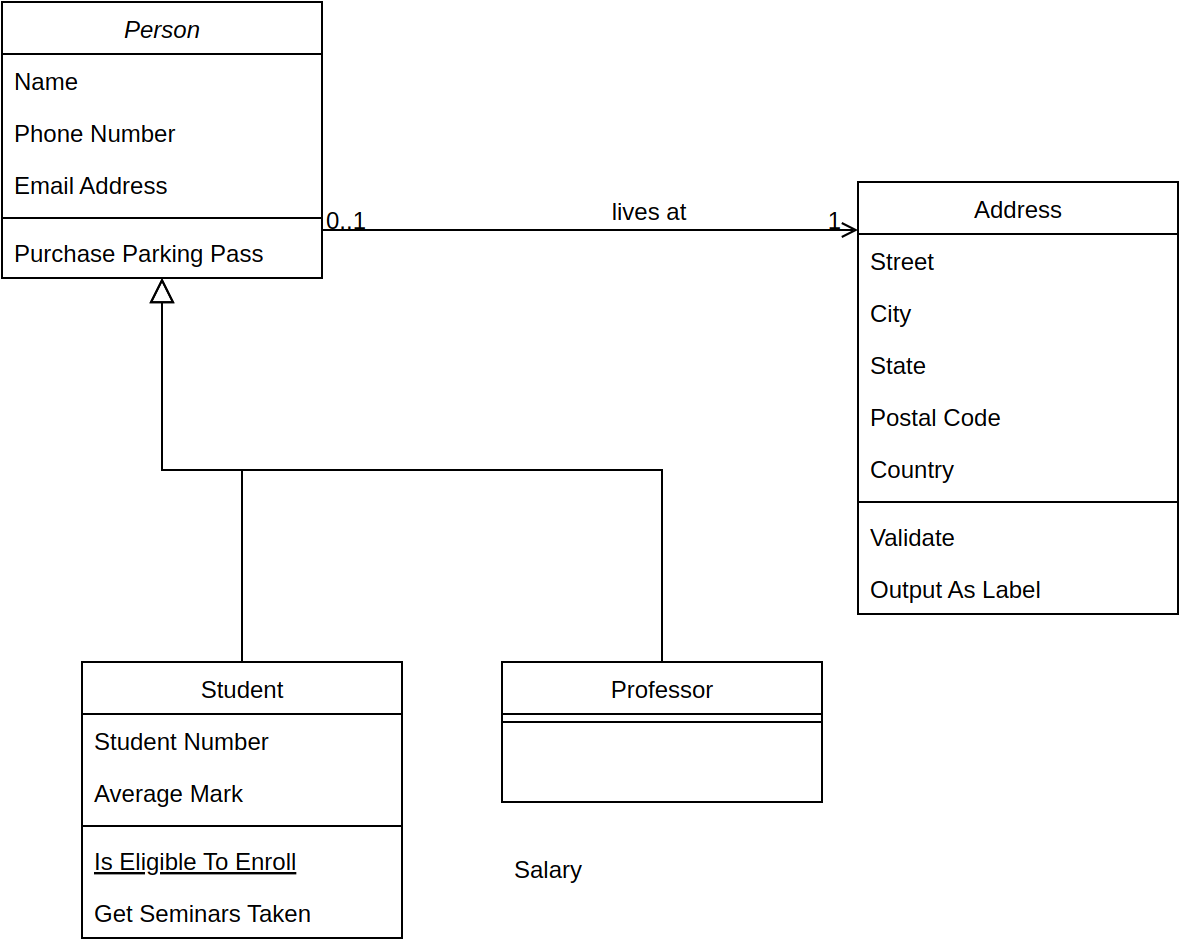 Person
Name
Phone Number
Email Address
Purchase Parking Pass
0..1
lives at
1
Address
Street
City
State
Postal Code
Country
Validate
Output As Label
Student
Student Number
Average Mark
Is Eligible To Enroll
Get Seminars Taken
Professor
Salary